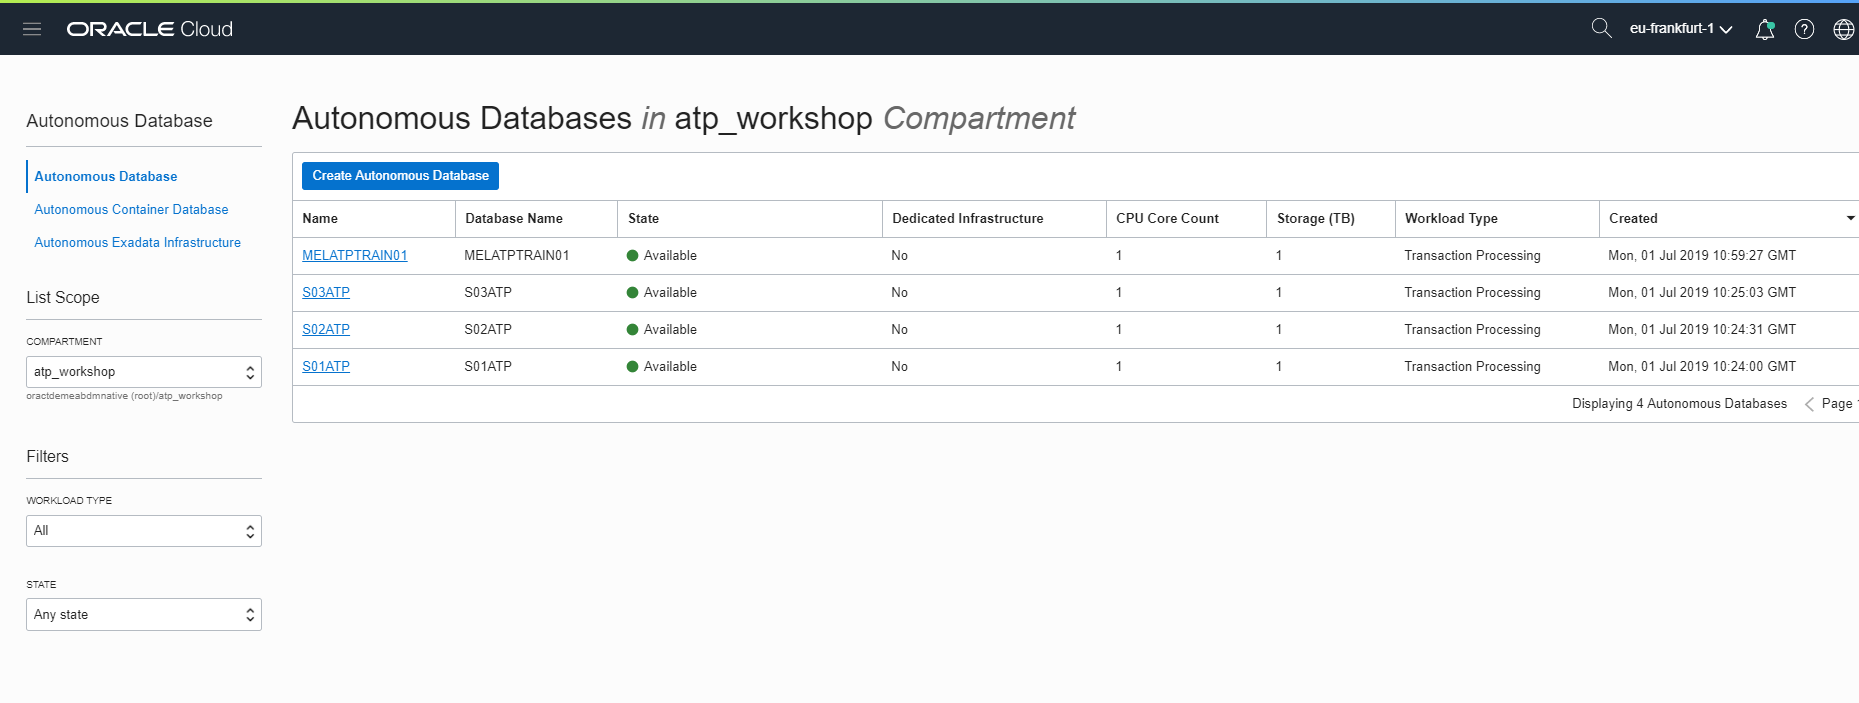 ORACLE Cloud
eu-frankfurt-1
Autonomous Database
Autonomous Database
Autonomous Container Database
Autonomous Exadata Infrastructure
List Scope
COMPARTMENT
atp_workshop
oractdemeabdmnative (root)/atp_workshop
Filters
WORKLOAD TYPE
All
STATE
Any state
Autonomous Databases in atp_workshop Compartment
Create Autonomous Database
Name Database Name State Dedicated Infrastructure CPU Core Count Storage (TB) Workload Type Created
MELATPTRAIN01 MELATPTRAIN01 Available No 1 1 Transaction Processing Mon, 01 Jul 2019 10:59:27 GMT
S03ATP S03ATP Available No 1 1 Transaction Processing Mon, 01 Jul 2019 10:25:03 GMT
S02ATP S02ATP Available No 1 1 Transaction Processing Mon, 01 Jul 2019 10:24:31 GMT
S01ATP S01ATP Available No 1 1 Transaction Processing Mon, 01 Jul 2019 10:24:00 GMT
Displaying 4 Autonomous Databases Page